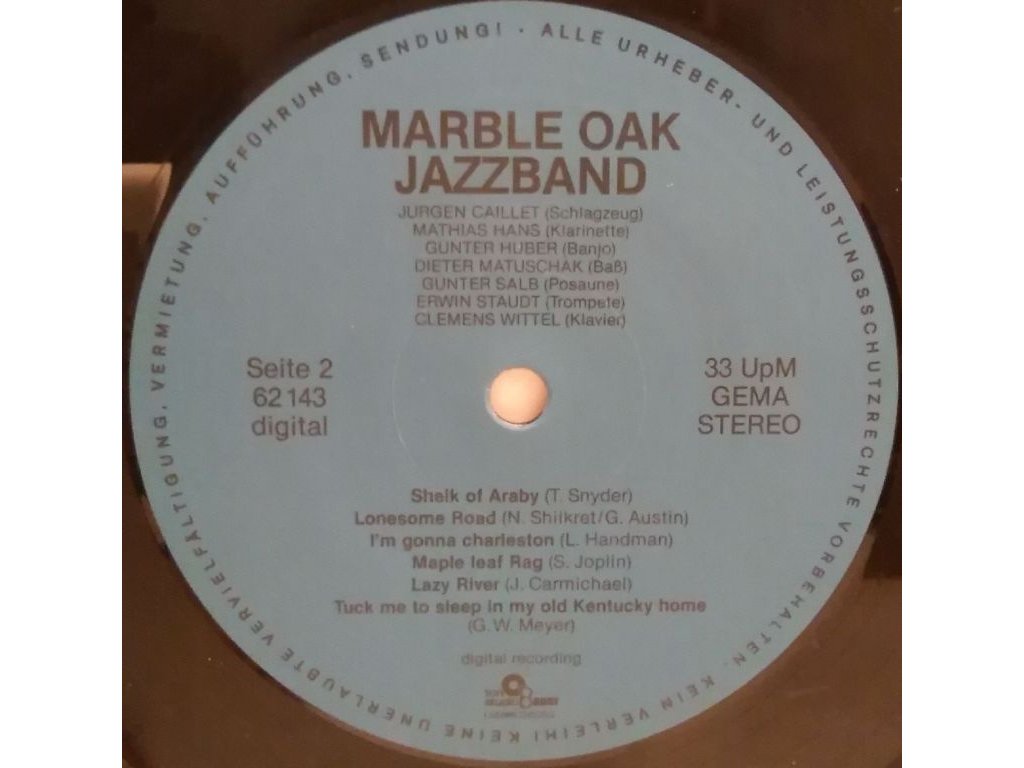 ALLE URHEBER- UND LEISTUNGSSCHUTZRECHTE VORBEHALTEN. KEIN VERLEIH! KEINE UNERLAUBTE VERVIELFÄLTIGUNG, VERMIETUNG, AUFFÜHRUNG, SENDUNG! ·
MARBLE OAK
JAZZBAND
JÜRGEN CAILLET (Schlagzeug)
MATHIAS HANS (Klarinette)
GÜNTER HUBER (Banjo)
DIETER MATUSCHAK (Baß)
GÜNTER SALB (Posaune)
ERWIN STAUDT (Trompete)
CLEMENS WITTEL (Klavier)
Seite 2
62 143
digital
33 UpM
GEMA
STEREO
Sheik of Araby (T. Snyder)
Lonesome Road (N. Shilkret/G. Austin)
I'm gonna charleston (L. Handman)
Maple leaf Rag (S. Joplin)
Lazy River (J. Carmichael)
Tuck me to sleep in my old Kentucky home
(G. W. Meyer)
digital recording